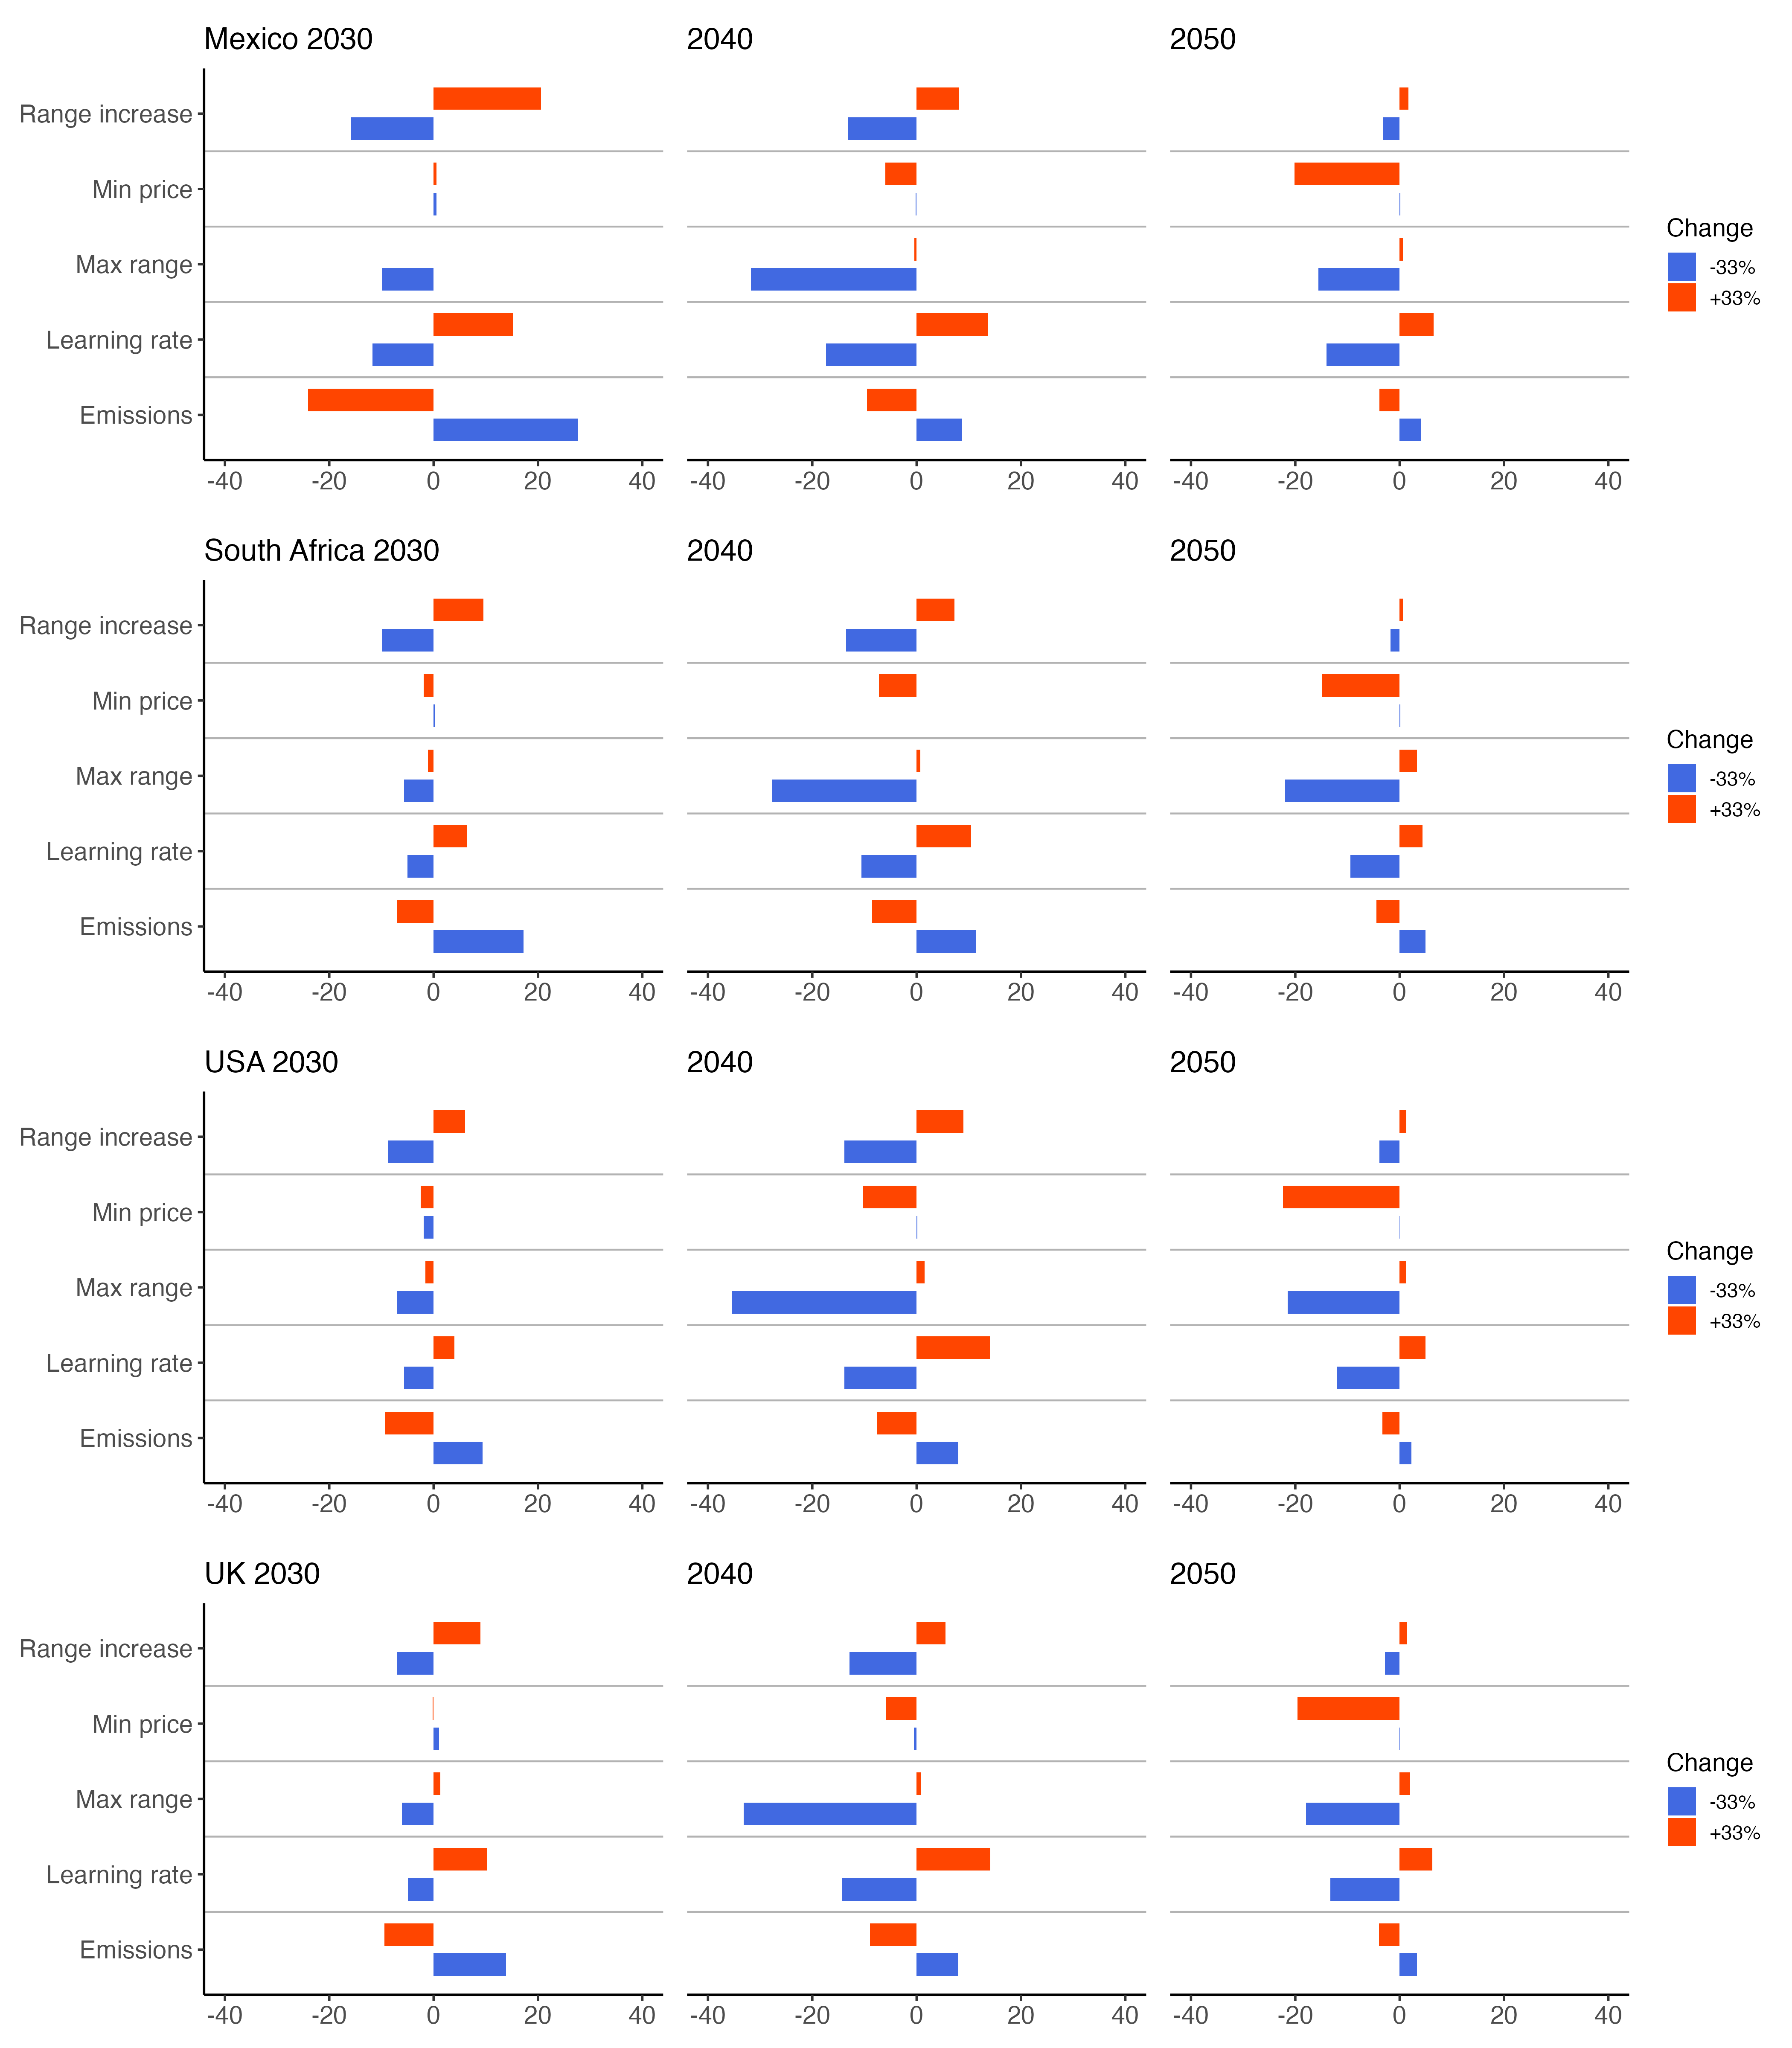 Mexico 2030 2040 2050
Range increase
Min price
Max range
Learning rate
Emissions
Change
-33%
+33%
-40 -20 0 20 40 -40 -20 0 20 40 -40 -20 0 20 40
South Africa 2030 2040 2050
Range increase
Min price
Max range
Learning rate
Emissions
Change
-33%
+33%
-40 -20 0 20 40 -40 -20 0 20 40 -40 -20 0 20 40
USA 2030 2040 2050
Range increase
Min price
Max range
Learning rate
Emissions
Change
-33%
+33%
-40 -20 0 20 40 -40 -20 0 20 40 -40 -20 0 20 40
UK 2030 2040 2050
Range increase
Min price
Max range
Learning rate
Emissions
Change
-33%
+33%
-40 -20 0 20 40 -40 -20 0 20 40 -40 -20 0 20 40